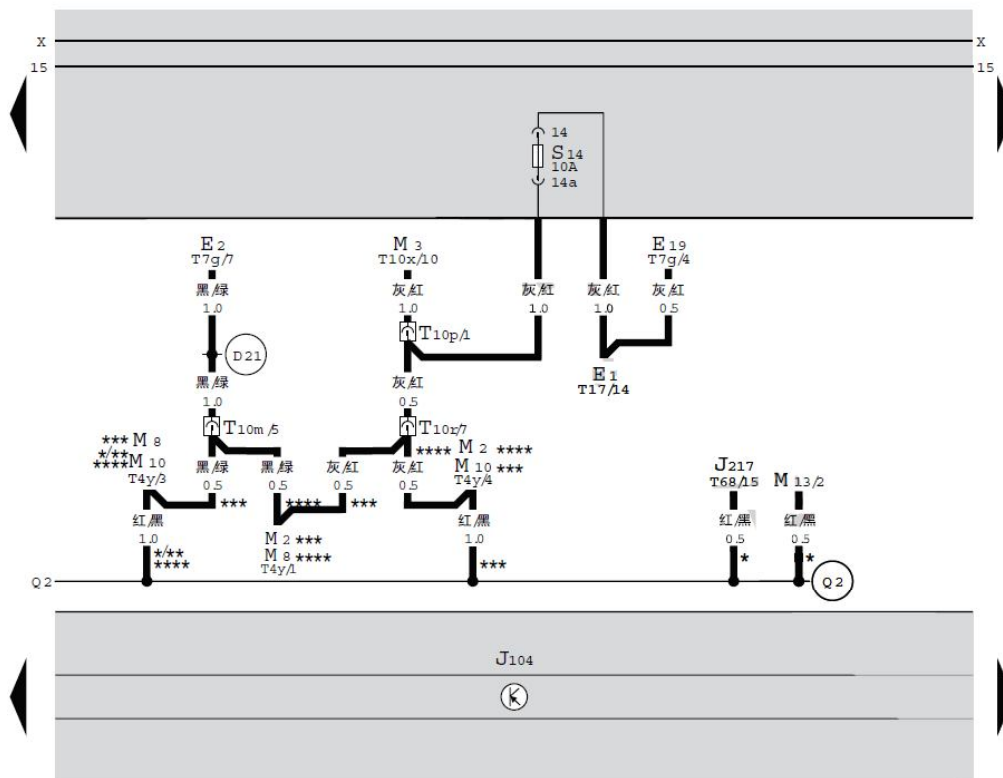 X
X
15
15
14
S14
10A
14a
E2
T7g/7
M3
T10x/10
E19
T7g/4
黑/绿
1.0
灰/红
1.0
灰/红
1.0
灰/红
1.0
灰/红
0.5
T10p/1
D21
E1
T17/14
黑/绿
1.0
灰/红
0.5
T10m/5
T10r/7
*** M8
*/**
**** M10
T4y/3
黑/绿
0.5
***
黑/绿
0.5
****
灰/红
0.5
***
****
灰/红
0.5
M2 ****
M10 ***
T4y/4
J217
T68/15
M13/2
红/黑
1.0
*/**
****
M2 ***
M8 ****
T4y/1
红/黑
1.0
***
红/黑
0.5
*
红/黑
0.5
*
Q2
Q2
J104